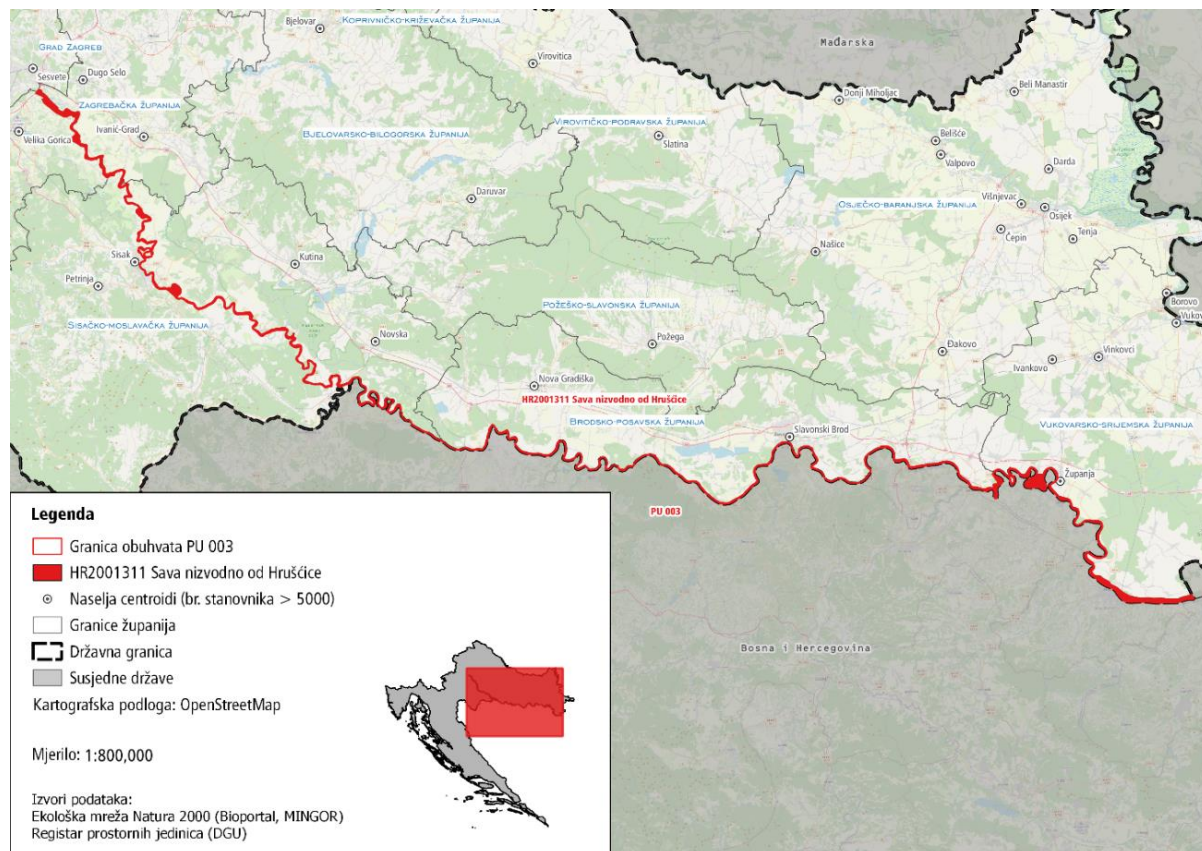 KOPRIVNIČKO-KRIŽEVAČKA ŽUPANIJA
Bjelovar
Mađarska
GRAD ZAGREB
Sesvete
Dugo Selo
Virovitica
Beli Manastir
Donji Miholjac
ZAGREBAČKA ŽUPANIJA
Velika Gorica
Ivanić-Grad
BJELOVARSKO-BILOGORSKA ŽUPANIJA
VIROVITIČKO-PODRAVSKA ŽUPANIJA
Slatina
Belišće
Valpovo
Darda
Daruvar
OSJEČKO-BARANJSKA ŽUPANIJA
Višnjevac
Osijek
Čepin
Tenja
Našice
Sisak
Kutina
Petrinja
Borovo
Vukov
POŽEŠKO-SLAVONSKA ŽUPANIJA
SISAČKO-MOSLAVAČKA ŽUPANIJA
Novska
Požega
Đakovo
Ivankovo
Vinkovci
Nova Gradiška
HR2001311 Sava nizvodno od Hrušćice
BRODSKO-POSAVSKA ŽUPANIJA
Slavonski Brod
VUKOVARSKO-SRIJEMSKA ŽUPANIJA
Županja
PU 003
Bosna i Hercegovina
Legenda
Granica obuhvata PU 003
HR2001311 Sava nizvodno od Hrušćice
Naselja centroidi (br. stanovnika > 5000)
Granice županija
Državna granica
Susjedne države
Kartografska podloga: OpenStreetMap
Mjerilo: 1:800,000
Izvori podataka:
Ekološka mreža Natura 2000 (Bioportal, MINGOR)
Registar prostornih jedinica (DGU)